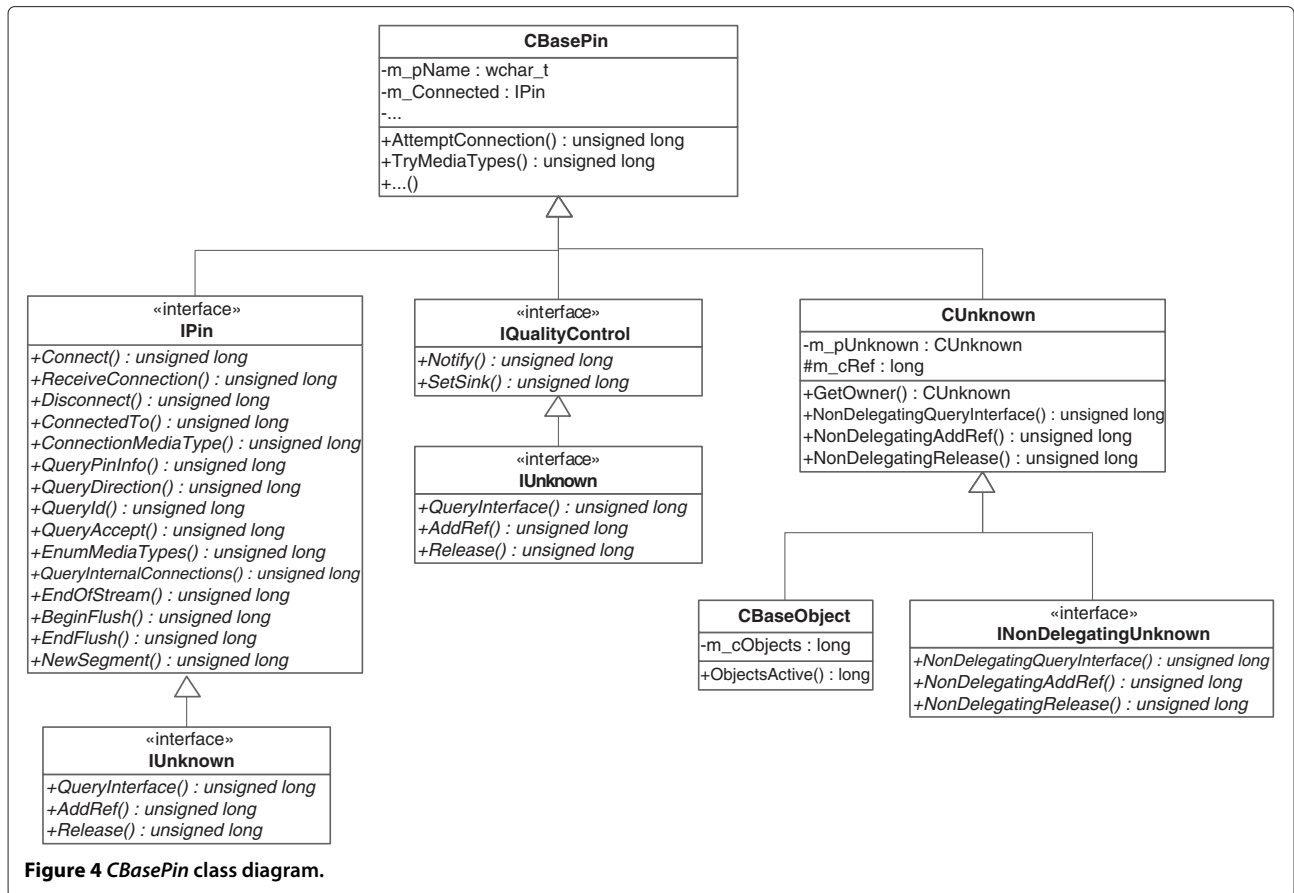 CBasePin
-m_pName : wchar_t
-m_Connected : IPin
-...
+AttemptConnection() : unsigned long
+TryMediaTypes() : unsigned long
+...()
«interface»
IPin
+Connect() : unsigned long
+ReceiveConnection() : unsigned long
+Disconnect() : unsigned long
+ConnectedTo() : unsigned long
+ConnectionMediaType() : unsigned long
+QueryPinInfo() : unsigned long
+QueryDirection() : unsigned long
+QueryId() : unsigned long
+QueryAccept() : unsigned long
+EnumMediaTypes() : unsigned long
+QueryInternalConnections() : unsigned long
+EndOfStream() : unsigned long
+BeginFlush() : unsigned long
+EndFlush() : unsigned long
+NewSegment() : unsigned long
«interface»
IQualityControl
+Notify() : unsigned long
+SetSink() : unsigned long
CUnknown
-m_pUnknown : CUnknown
#m_cRef : long
+GetOwner() : CUnknown
+NonDelegatingQueryInterface() : unsigned long
+NonDelegatingAddRef() : unsigned long
+NonDelegatingRelease() : unsigned long
«interface»
IUnknown
+QueryInterface() : unsigned long
+AddRef() : unsigned long
+Release() : unsigned long
CBaseObject
-m_cObjects : long
+ObjectsActive() : long
«interface»
INonDelegatingUnknown
+NonDelegatingQueryInterface() : unsigned long
+NonDelegatingAddRef() : unsigned long
+NonDelegatingRelease() : unsigned long
«interface»
IUnknown
+QueryInterface() : unsigned long
+AddRef() : unsigned long
+Release() : unsigned long
Figure 4 CBasePin class diagram.